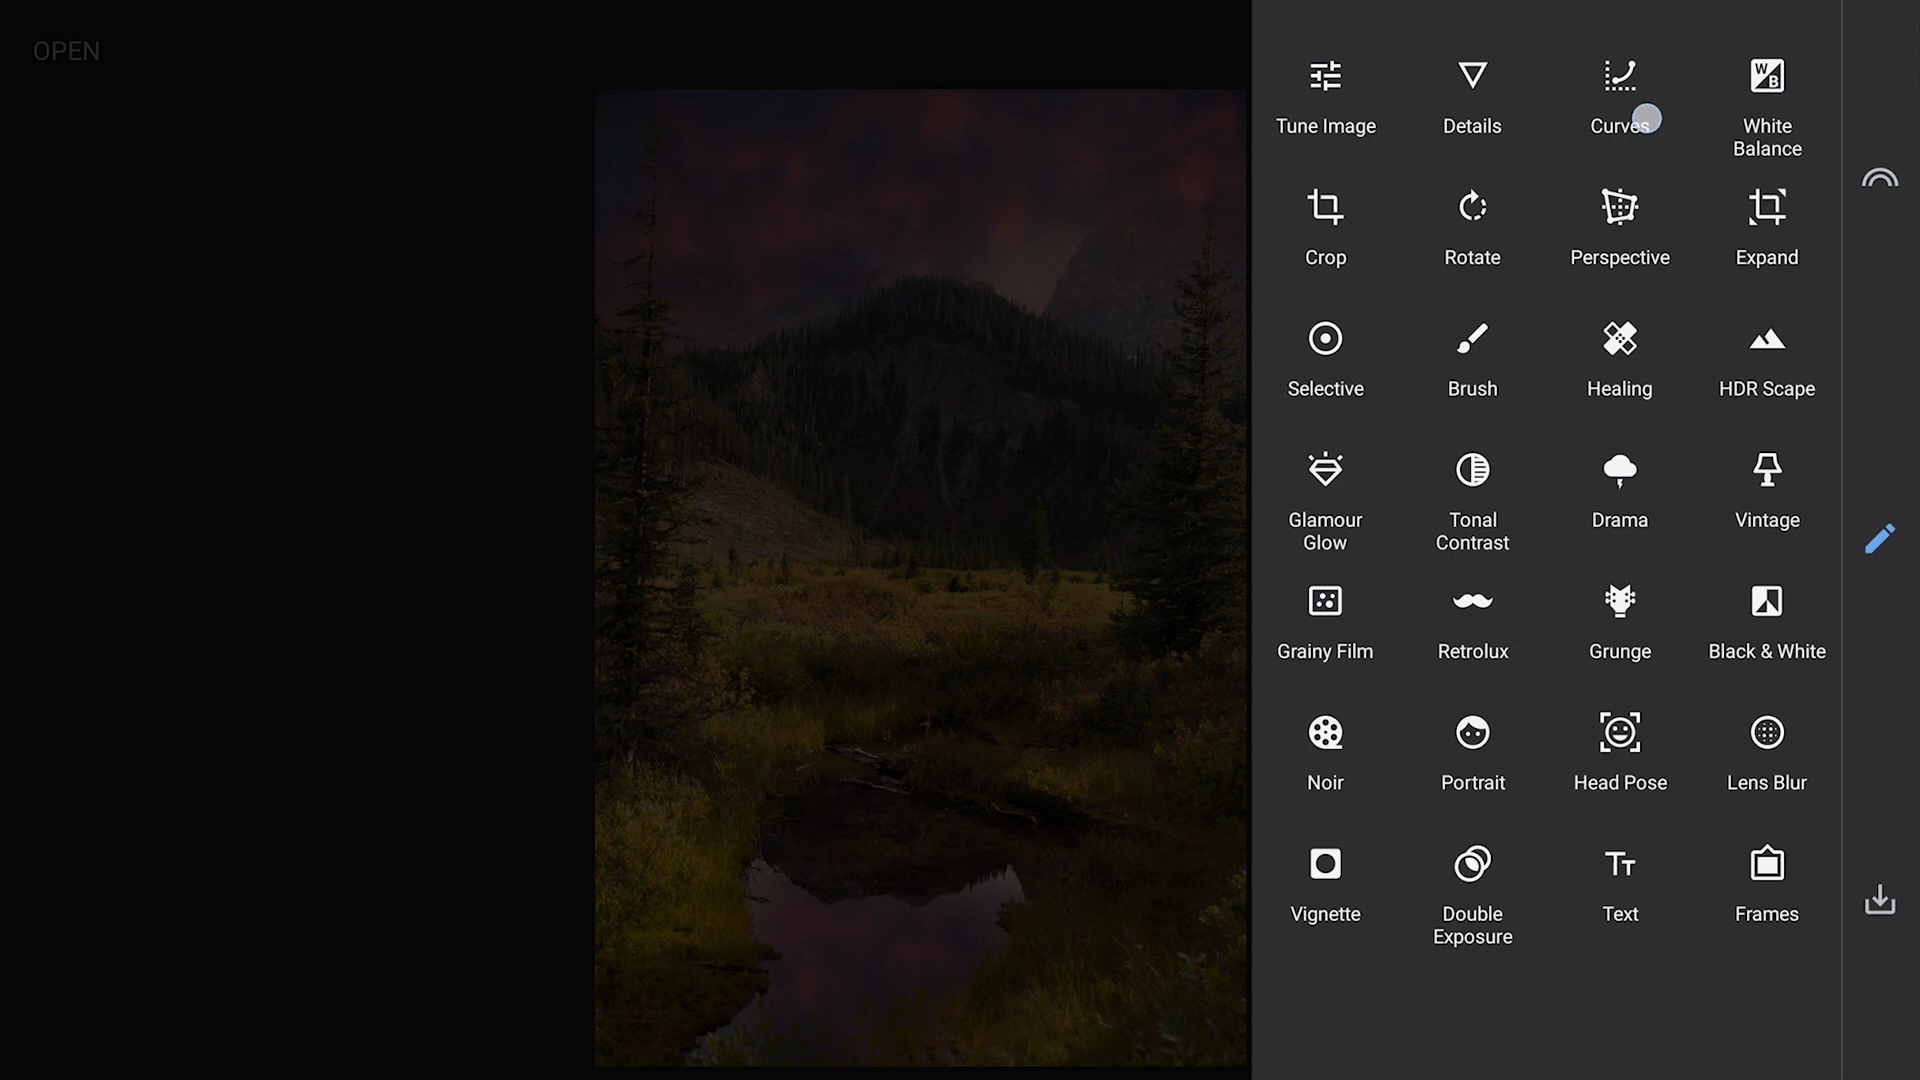 OPEN
Tune Image
Details
Curves
W
B
White
Balance
Crop
Rotate
Perspective
Expand
Selective
Brush
Healing
HDR Scape
Glamour
Glow
Tonal
Contrast
Drama
Vintage
Grainy Film
Retrolux
Grunge
Black & White
Noir
Portrait
Head Pose
Lens Blur
Vignette
Double
Exposure
TT
Text
Frames